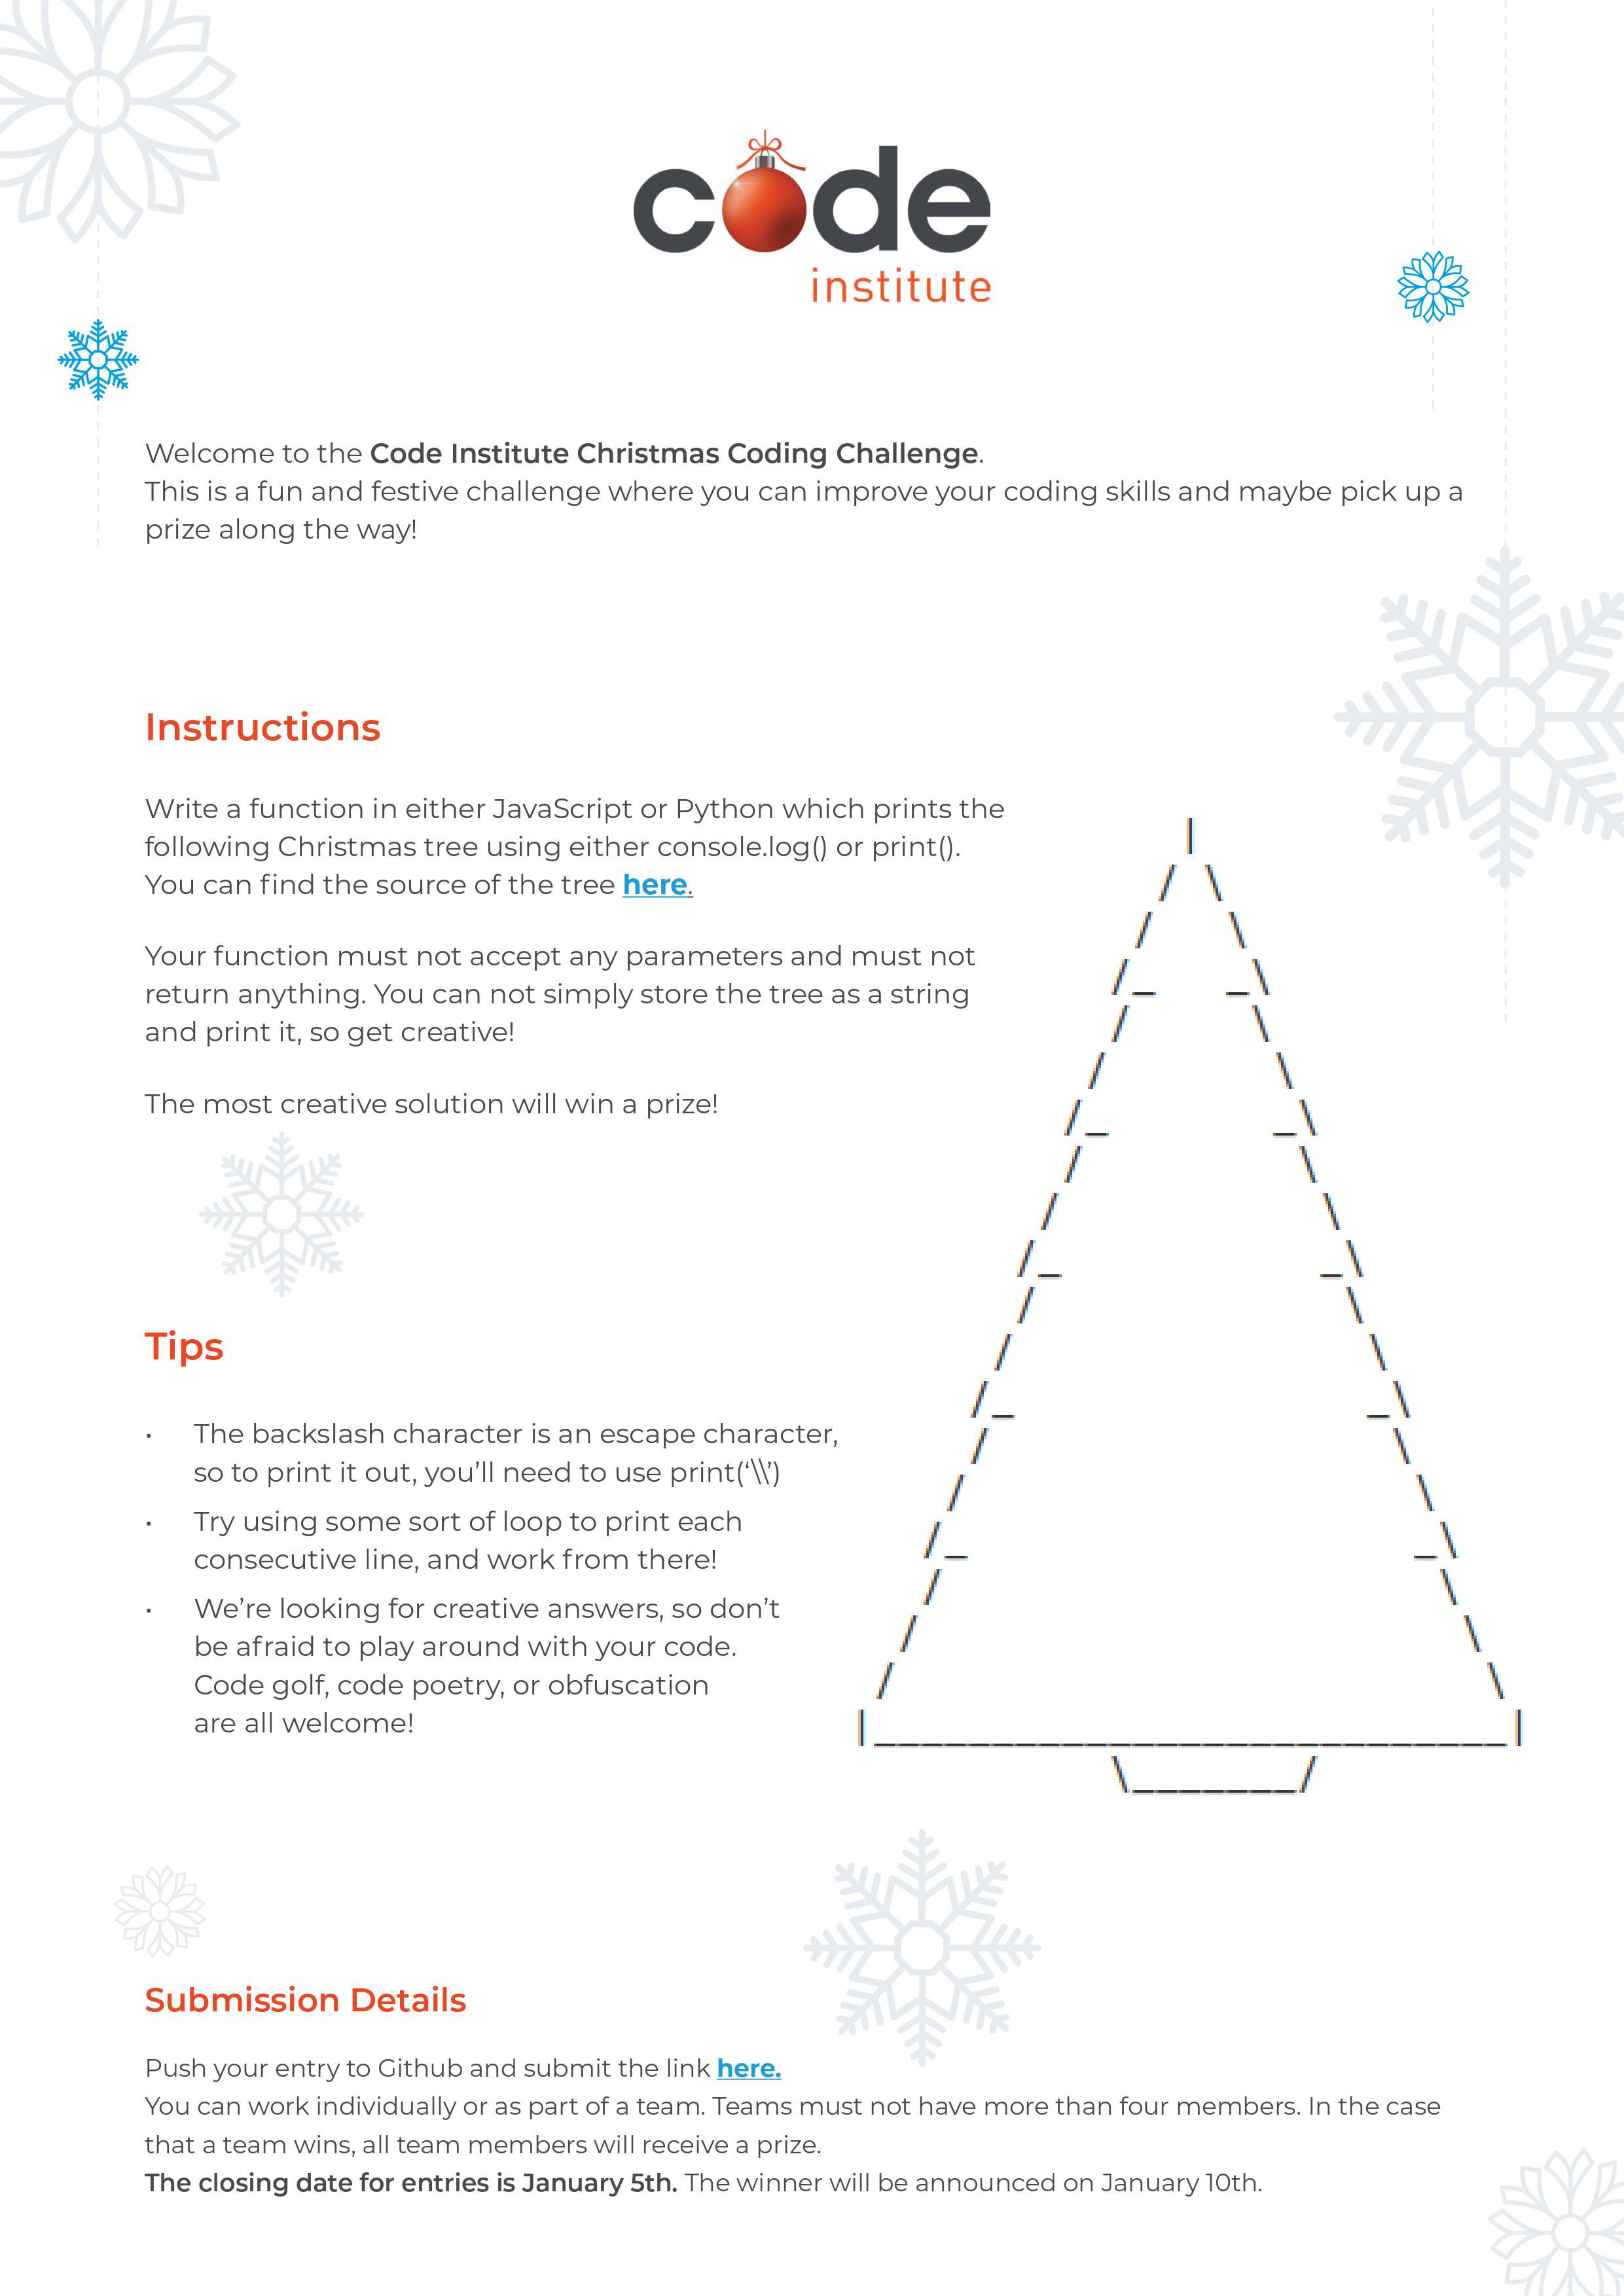 code
institute
Welcome to the Code Institute Christmas Coding Challenge.
This is a fun and festive challenge where you can improve your coding skills and maybe pick up a
prize along the way!
Instructions
Write a function in either JavaScript or Python which prints the
following Christmas tree using either console.log() or print().
You can find the source of the tree here.
Your function must not accept any parameters and must not
return anything. You can not simply store the tree as a string
and print it, so get creative!
The most creative solution will win a prize!
Tips
• The backslash character is an escape character,
so to print it out, you’ll need to use print(‘\\’)
• Try using some sort of loop to print each
consecutive line, and work from there!
• We’re looking for creative answers, so don’t
be afraid to play around with your code.
Code golf, code poetry, or obfuscation
are all welcome!
              |
             / \
            /   \
           /_   _\
           /     \
          /       \
         /_       _\
         /         \
        /           \
       /_           _\
       /             \
      /               \
     /_               _\
     /                 \
    /                   \
   /_                   _\
   /                     \
  /                       \
 /                         \
|___________________________|
           \_______/
Submission Details
Push your entry to Github and submit the link here.
You can work individually or as part of a team. Teams must not have more than four members. In the case
that a team wins, all team members will receive a prize.
The closing date for entries is January 5th. The winner will be announced on January 10th.